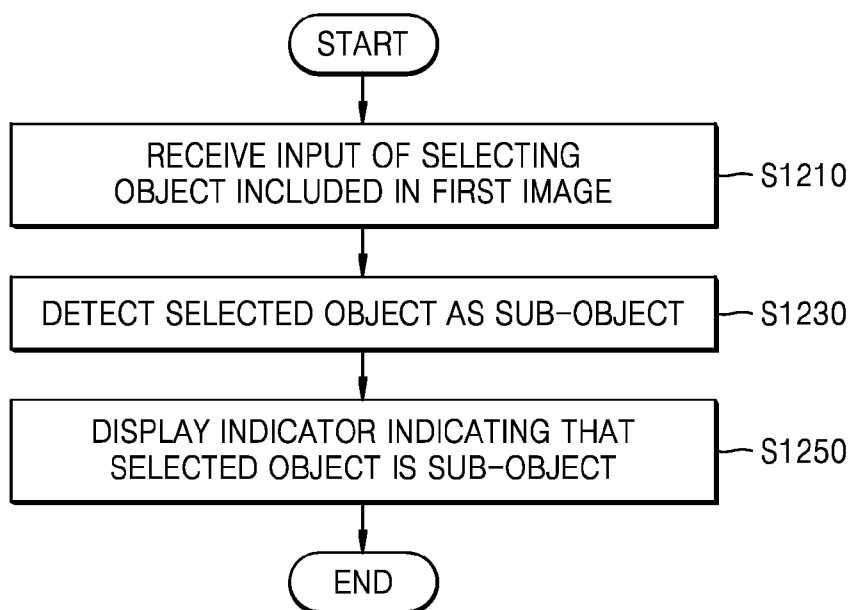 START
RECEIVE INPUT OF SELECTING
OBJECT INCLUDED IN FIRST IMAGE
S1210
DETECT SELECTED OBJECT AS SUB-OBJECT
S1230
DISPLAY INDICATOR INDICATING THAT
SELECTED OBJECT IS SUB-OBJECT
S1250
END